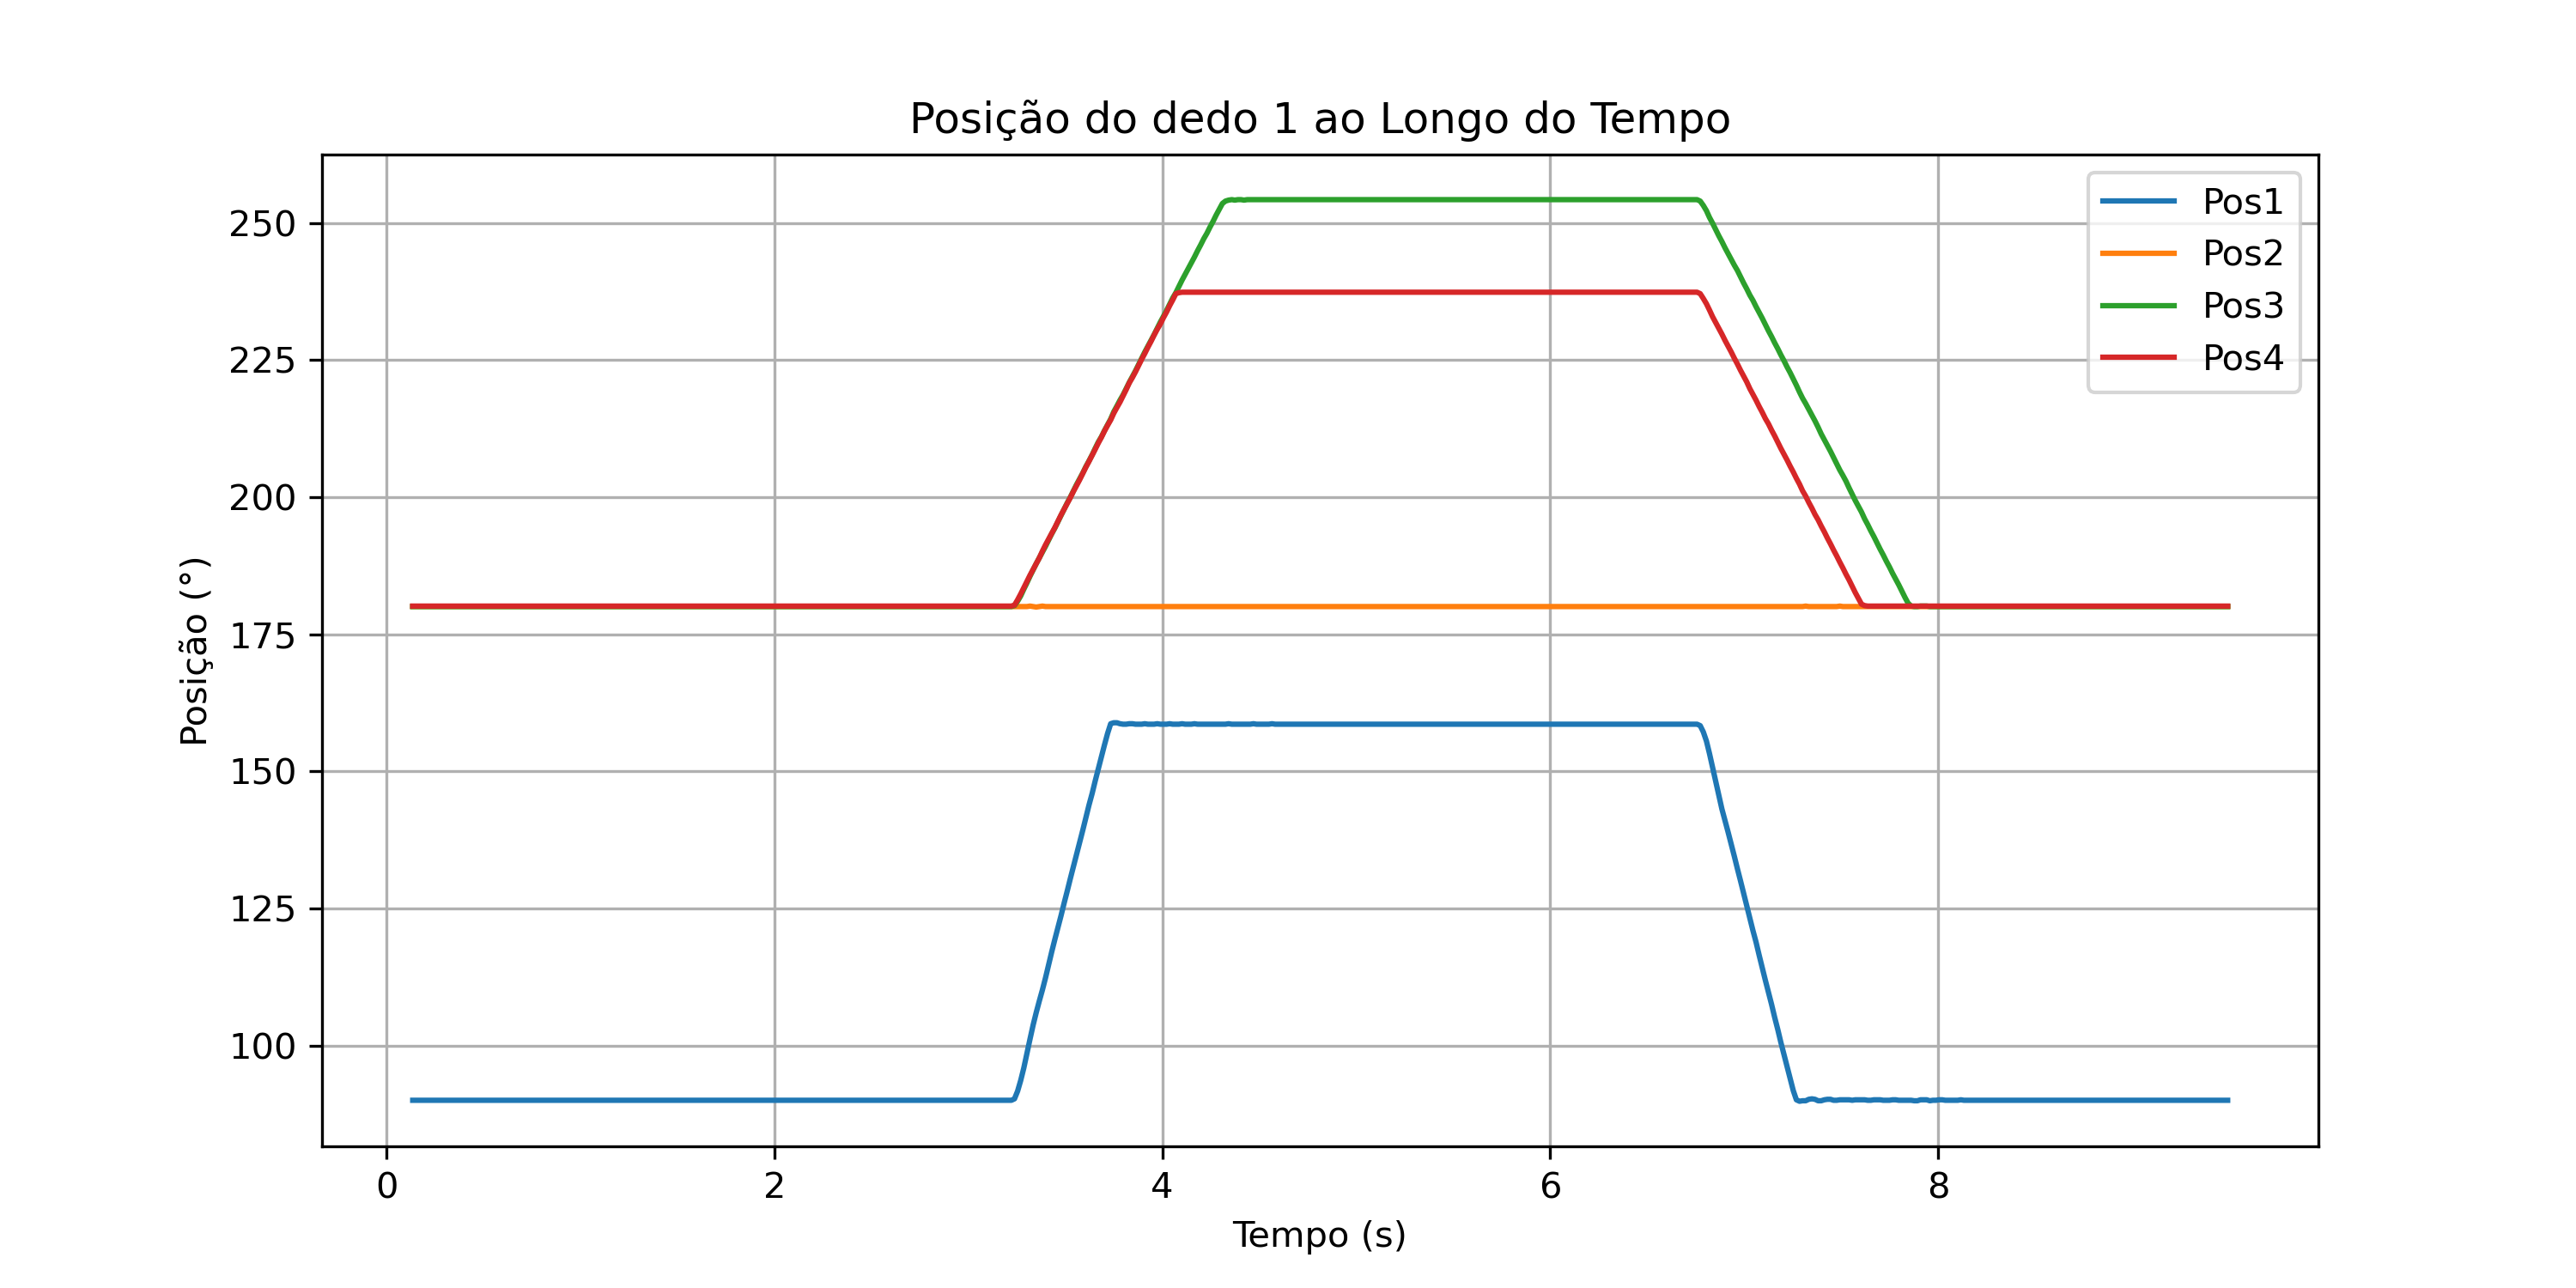 Posição do dedo 1 ao Longo do Tempo
Posição (°)
250
225
200
175
150
125
100
Pos1
Pos2
Pos3
Pos4
0 2 4 6 8
Tempo (s)